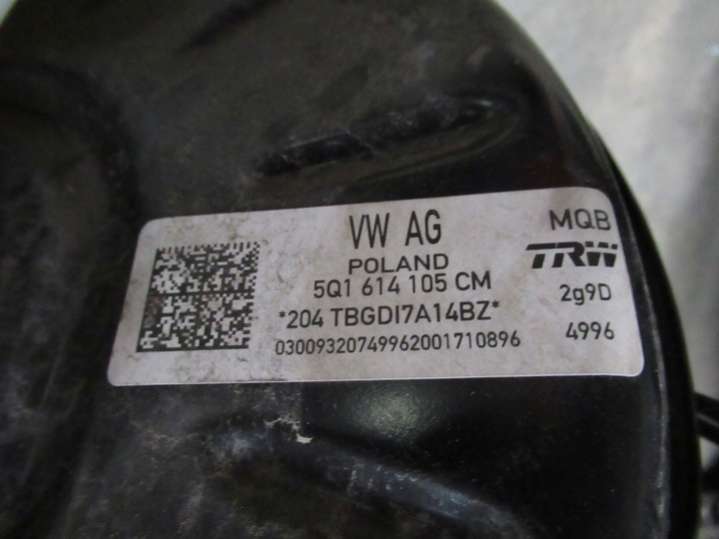 VW AG
POLAND
5Q1 614 105 CM
*204 TBGDI7A14BZ*
03009320749962001710896
MQB
TRW
2g9D
4996